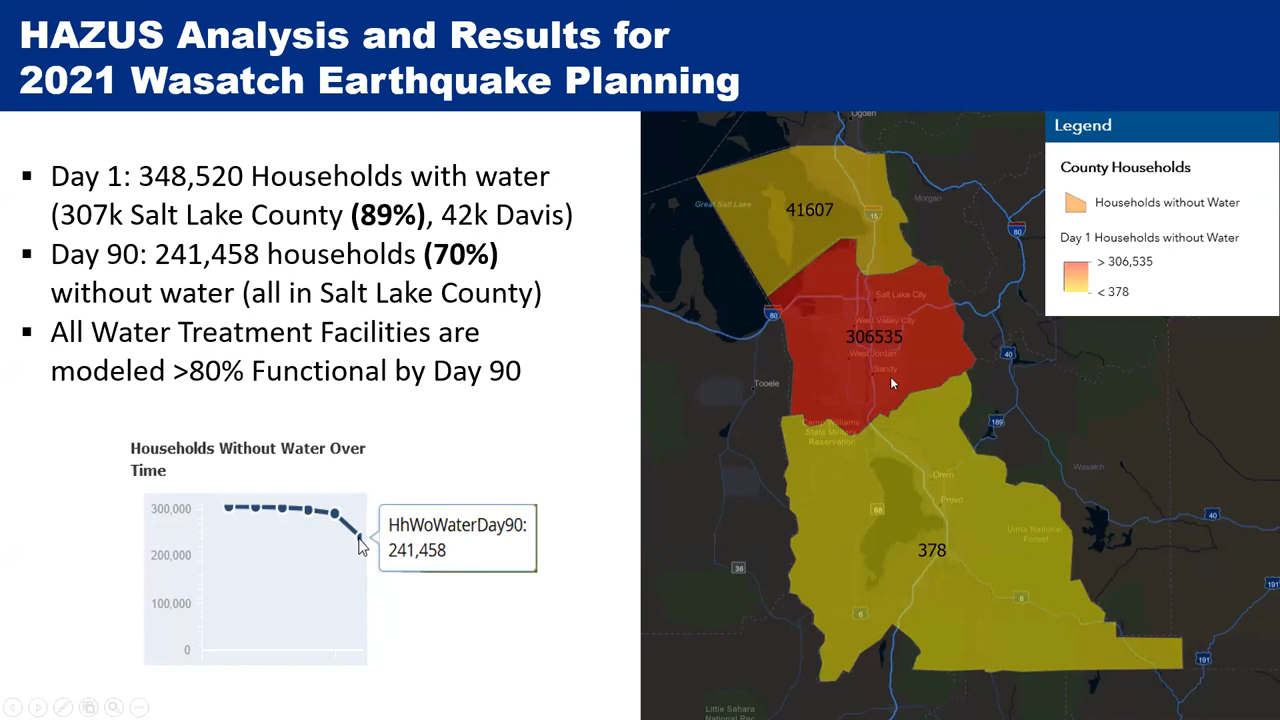 HAZUS Analysis and Results for
2021 Wasatch Earthquake Planning
▪ Day 1: 348,520 Households with water
(307k Salt Lake County (89%), 42k Davis)
▪ Day 90: 241,458 households (70%)
without water (all in Salt Lake County)
▪ All Water Treatment Facilities are
modeled >80% Functional by Day 90
Households Without Water Over
Time
300,000
200,000
100,000
0
HhWoWaterDay90:
241,458
Legend
County Households
Households without Water
Day 1 Households without Water
> 306,535
< 378
Ogden
Great Salt Lake
41607
15
Morgan
80
Salt Lake City
80
West Valley City
306535
West Jordan
40
Sandy
Tooele
Camp Williams
State Military
Reservation
189
Wasatch
Orem
Provo
68
40
Uinta National
Forest
378
36
191
6
6
191
Little Sahara
National Rec